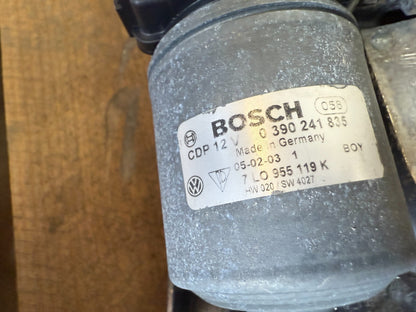 BOSCH 058
CDP 12 V 0 390 241 835
Made in Germany
05-02-03 1 BOY
7 L0 955 119 K
HW 020 / SW 4027